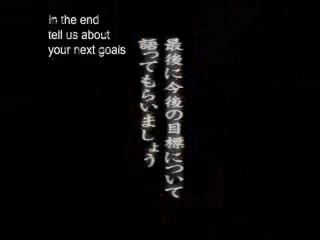 In the end
tell us about
your next goals
最後に今後の目標について
語ってもらいましょう